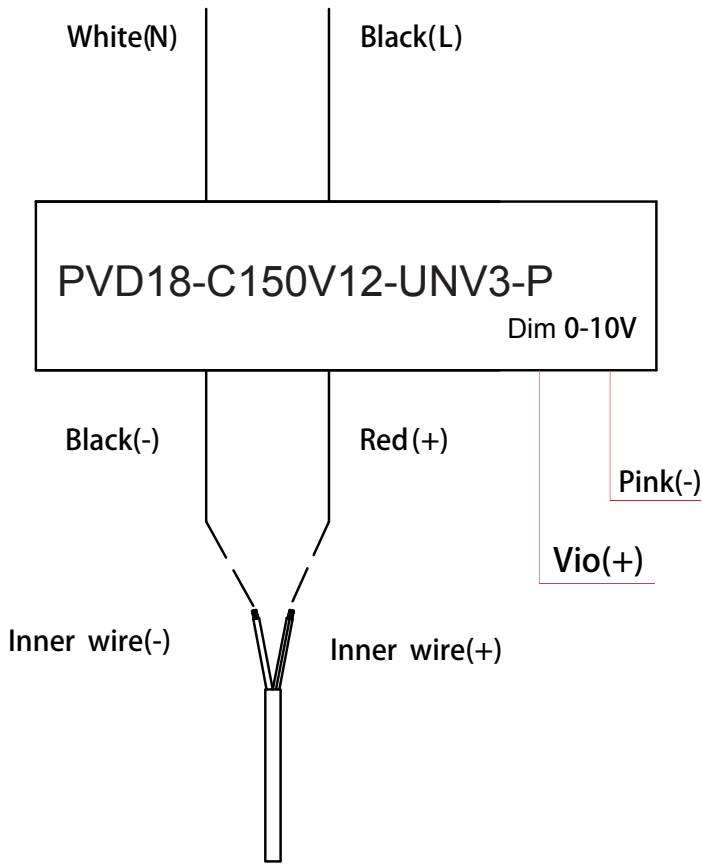 White(N)
Black(L)
PVD18-C150V12-UNV3-P
Dim 0-10V
Black(-)
Red(+)
Pink(-)
Vio(+)
Inner wire(-)
Inner wire(+)